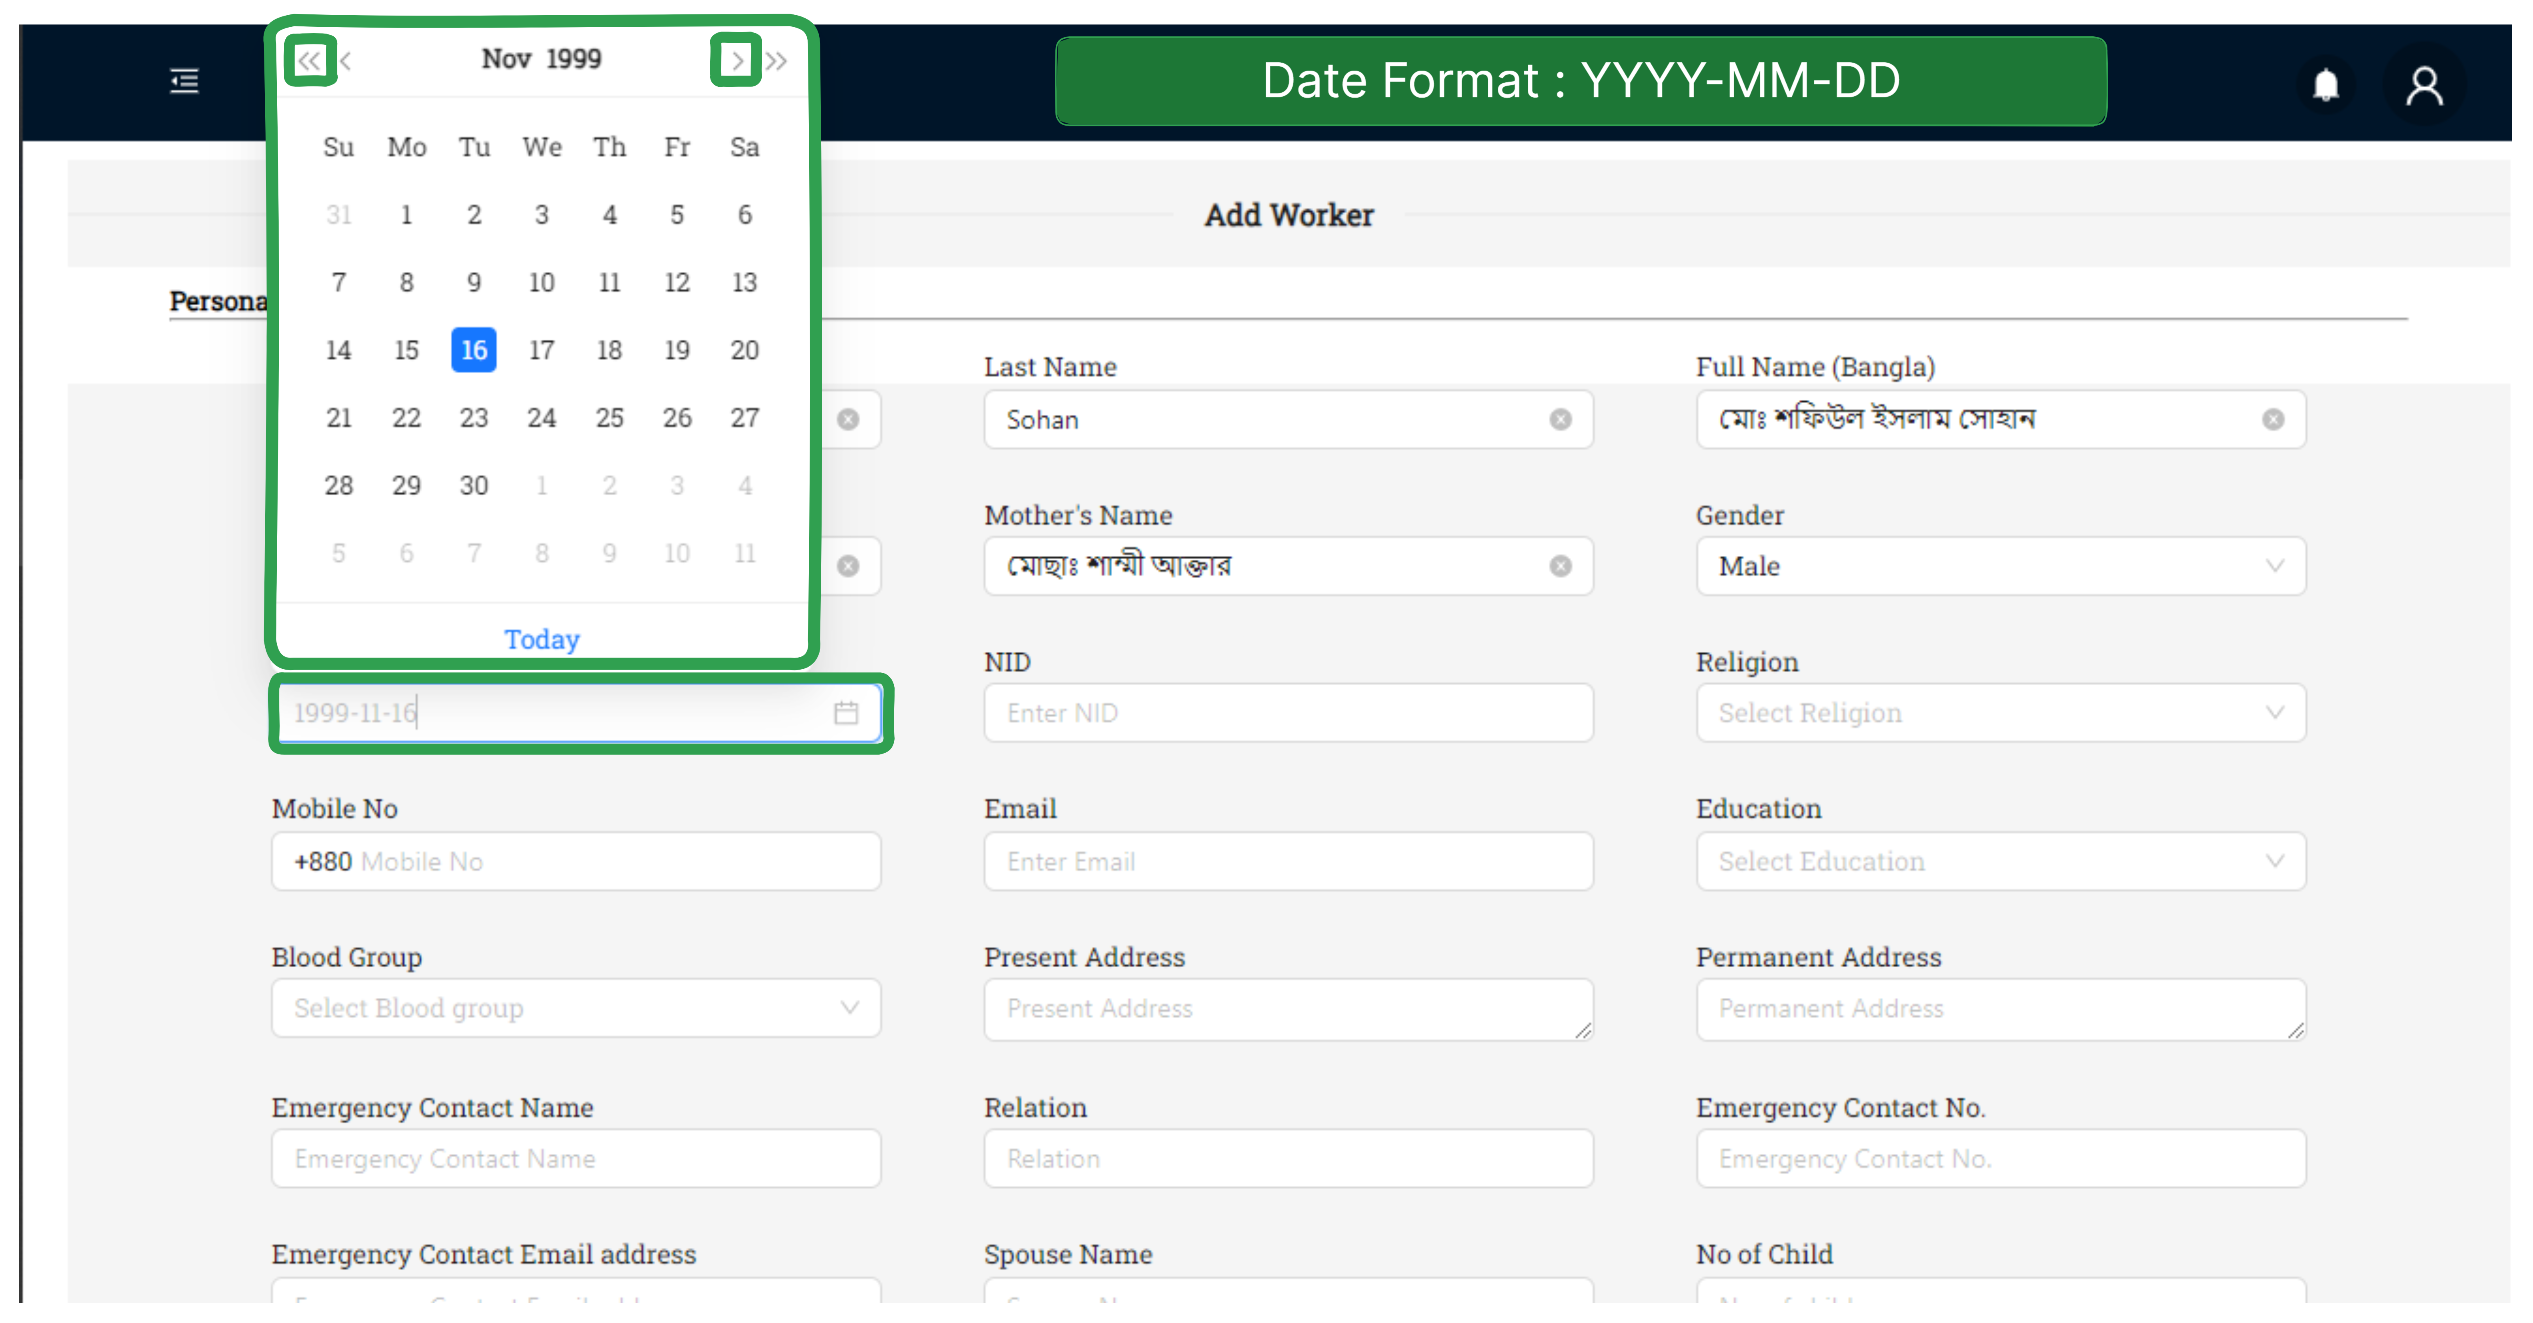 Nov 1999
Date Format : YYYY-MM-DD
Su Mo Tu We Th Fr Sa
31 1 2 3 4 5 6
7 8 9 10 11 12 13
14 15 16 17 18 19 20
21 22 23 24 25 26 27
28 29 30 1 2 3 4
5 6 7 8 9 10 11
Today
Add Worker
Persona
Last Name
Sohan
Full Name (Bangla)
মোঃ শফিউল ইসলাম সোহান
Mother's Name
মোছাঃ শাম্মী আক্তার
Gender
Male
1999-11-16
NID
Enter NID
Religion
Select Religion
Mobile No
+880 Mobile No
Email
Enter Email
Education
Select Education
Blood Group
Select Blood group
Present Address
Present Address
Permanent Address
Permanent Address
Emergency Contact Name
Emergency Contact Name
Relation
Relation
Emergency Contact No.
Emergency Contact No.
Emergency Contact Email address
Spouse Name
No of Child